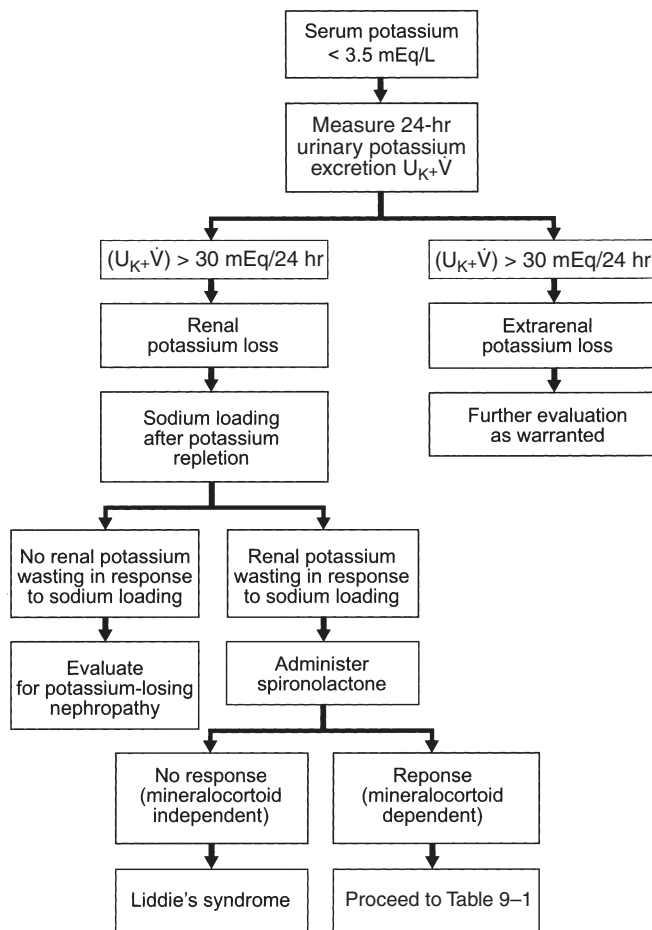 Serum potassium
< 3.5 mEq/L
Measure 24-hr
urinary potassium
excretion U_K+V̇
(U_K+V̇) > 30 mEq/24 hr
(U_K+V̇) > 30 mEq/24 hr
Renal
potassium loss
Extrarenal
potassium loss
Sodium loading
after potassium
repletion
Further evaluation
as warranted
No renal potassium
wasting in response
to sodium loading
Renal potassium
wasting in response
to sodium loading
Evaluate
for potassium-losing
nephropathy
Administer
spironolactone
No response
(mineralocortoid
independent)
Reponse
(mineralocortoid
dependent)
Liddie's syndrome
Proceed to Table 9–1